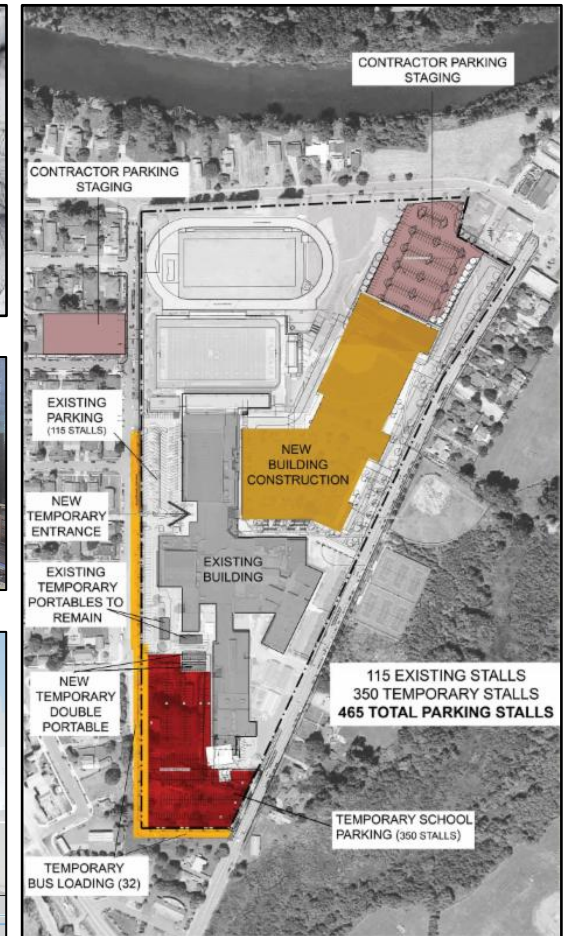 CONTRACTOR PARKING
STAGING
CONTRACTOR PARKING
STAGING
EXISTING
PARKING
(115 STALLS)
NEW
TEMPORARY
ENTRANCE
EXISTING
TEMPORARY
PORTABLES TO
REMAIN
NEW
TEMPORARY
DOUBLE
PORTABLE
TEMPORARY
BUS LOADING (32)
NEW
BUILDING
CONSTRUCTION
EXISTING
BUILDING
115 EXISTING STALLS
350 TEMPORARY STALLS
465 TOTAL PARKING STALLS
TEMPORARY SCHOOL
PARKING (350 STALLS)